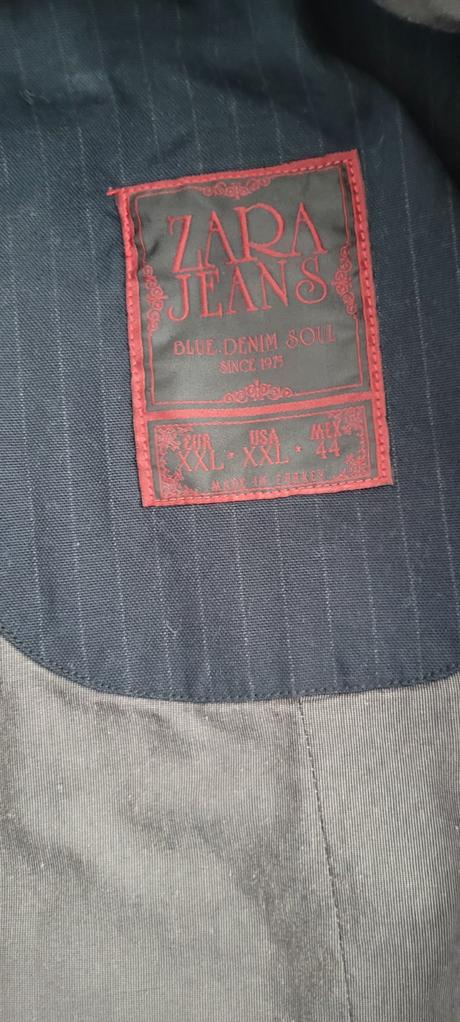 ZARA
JEANS
BLUE DENIM SOUL
SINCE 1975
EUR USA MEX
XXL · XXL · 44
MADE IN TURKEY